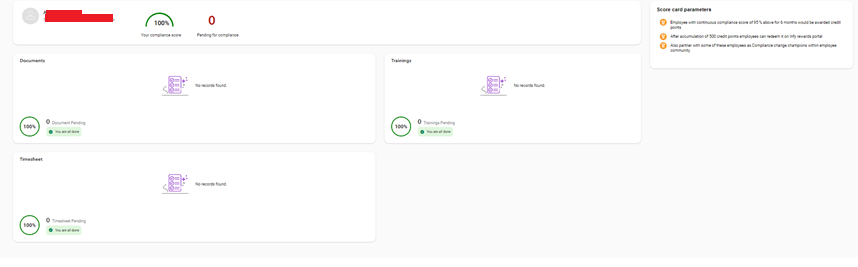 100%
Your compliance score
0
Pending for compliance
Score card parameters
Employee with continuous compliance score of 95 % above for 6 months would be awarded credit
points
After accumulation of 500 credit points employees can redeem it on Infy rewards portal
Also partner with some of these employees as Compliance change champions within employee
community
Documents
No records found.
100%
0 Document Pending
You are all done
Trainings
No records found.
100%
0 Trainings Pending
You are all done
Timesheet
No records found.
100%
0 Timesheet Pending
You are all done